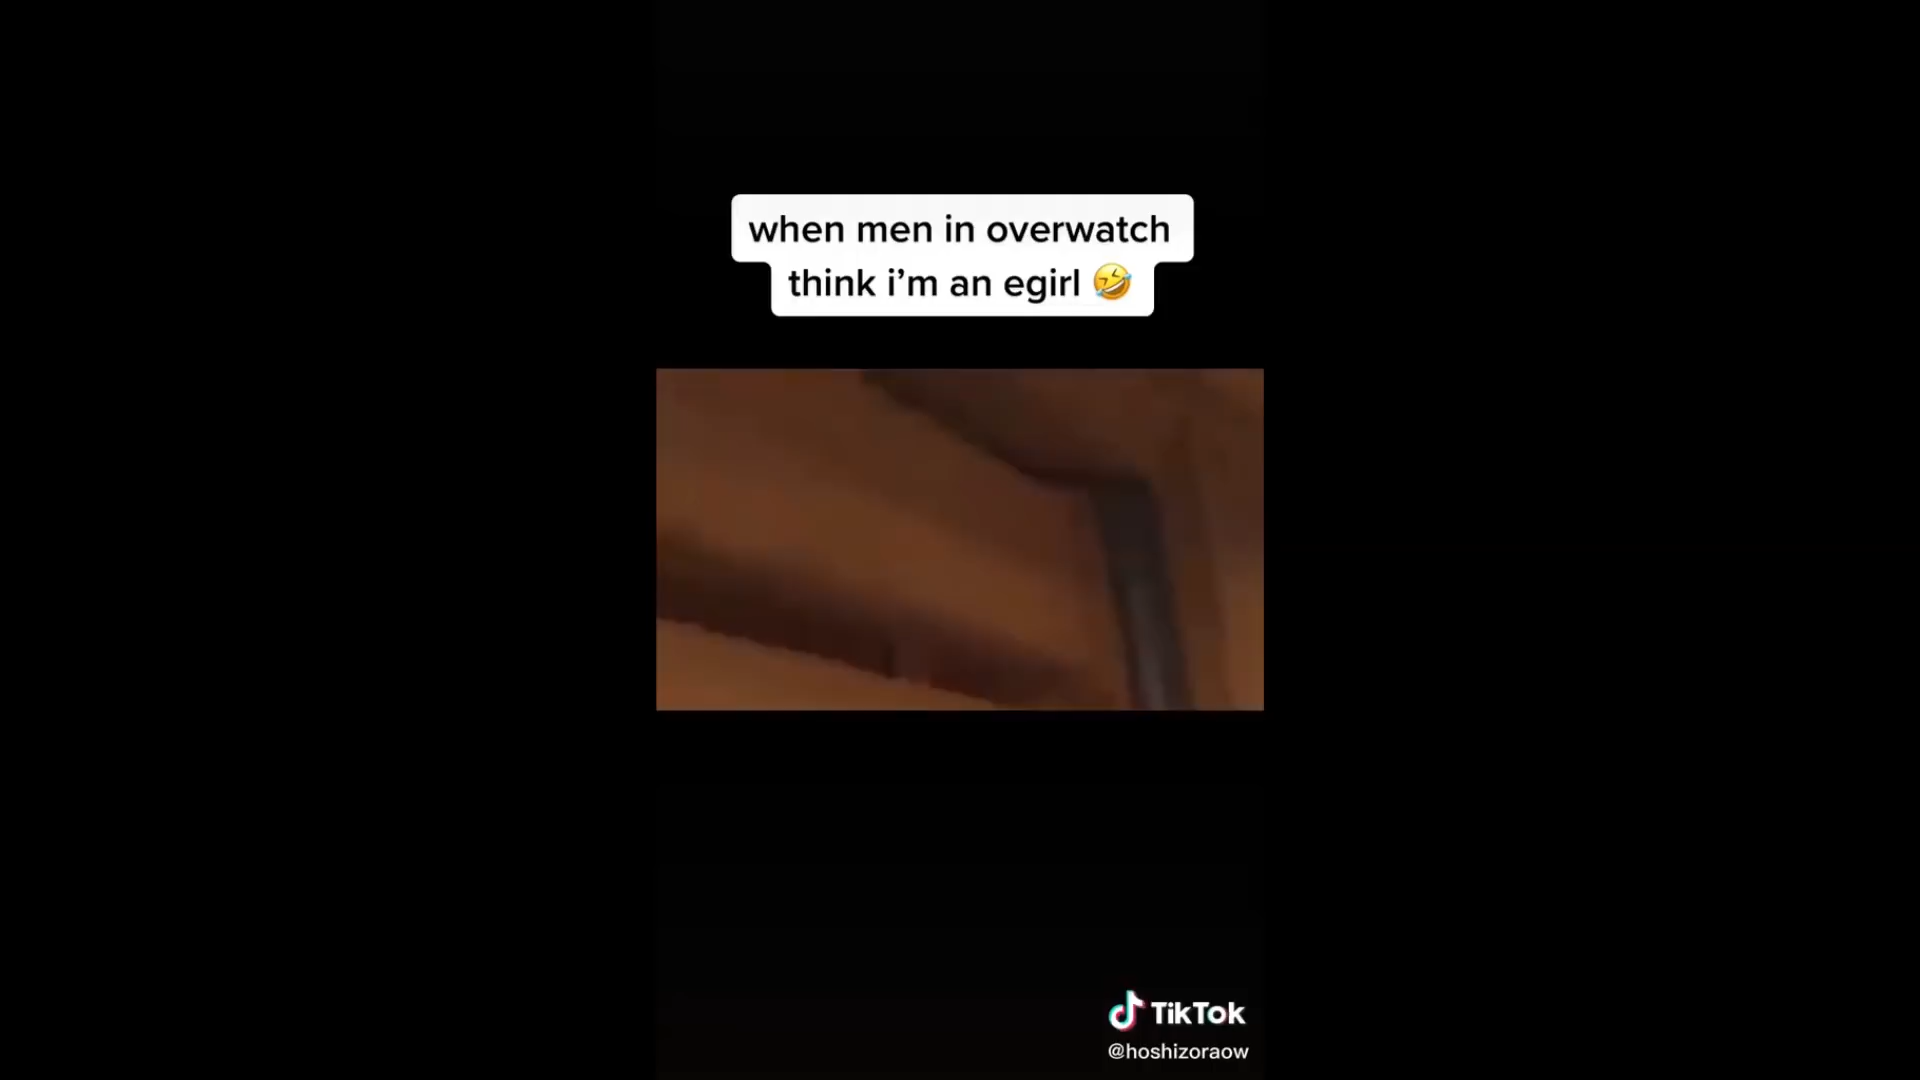 when men in overwatch
think i’m an egirl 🤣
TikTok
@hoshizoraow